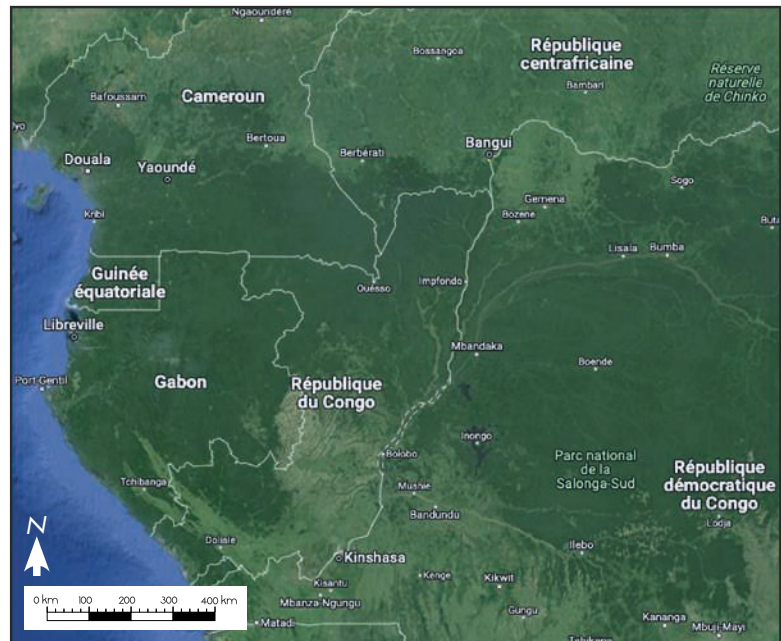 Ngaoundéré
Bossangoa
République
centrafricaine
Réserve
naturelle
de Chinko
Bambari
Bafoussam
Cameroun
Bertoua
Bangui
Douala
Yaoundé
Berbérati
Sogo
Gemena
Kribi
Bozene
Lisala
Bumba
Guinée
équatoriale
Ouésso
Impfondo
Libreville
Mbandaka
Boende
Port-Gentil
Gabon
République
du Congo
Inongo
Bolobo
Parc national
de la
Salonga-Sud
République
démocratique
du Congo
Tchibanga
Mushie
Bandundu
Lodja
N
Dolisie
Kinshasa
Ilebo
Kisantu
Kenge
Kikwit
0 km 100 200 300 400 km
Mbanza-Ngungu
Gungu
Kananga
Matadi
Mbuji-Mayi